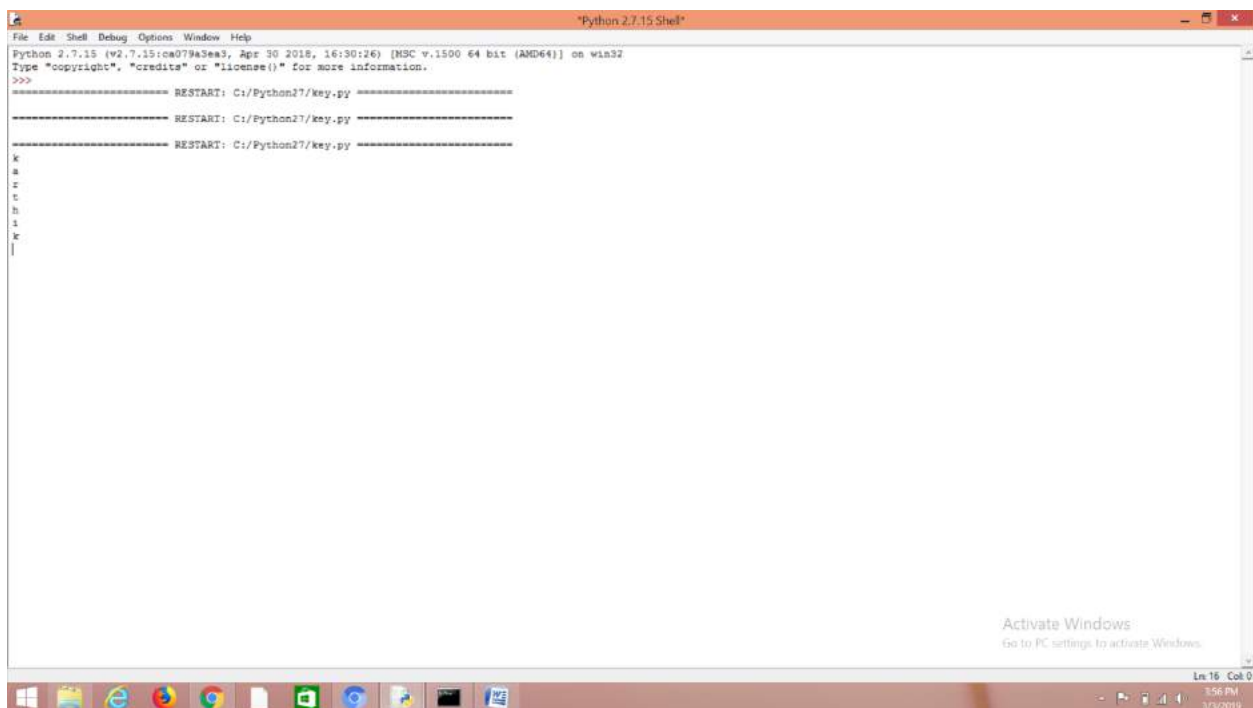 *Python 2.7.15 Shell*
File Edit Shell Debug Options Window Help
Python 2.7.15 (v2.7.15:ca079a3ea3, Apr 30 2018, 16:30:26) [MSC v.1500 64 bit (AMD64)] on win32
Type "copyright", "credits" or "license()" for more information.
>>>
======================== RESTART: C:/Python27/key.py ========================
======================== RESTART: C:/Python27/key.py ========================
======================== RESTART: C:/Python27/key.py ========================
k
a
r
t
h
i
k
Activate Windows
Go to PC settings to activate Windows.
Ln: 16 Col: 0
3:56 PM
3/3/2019